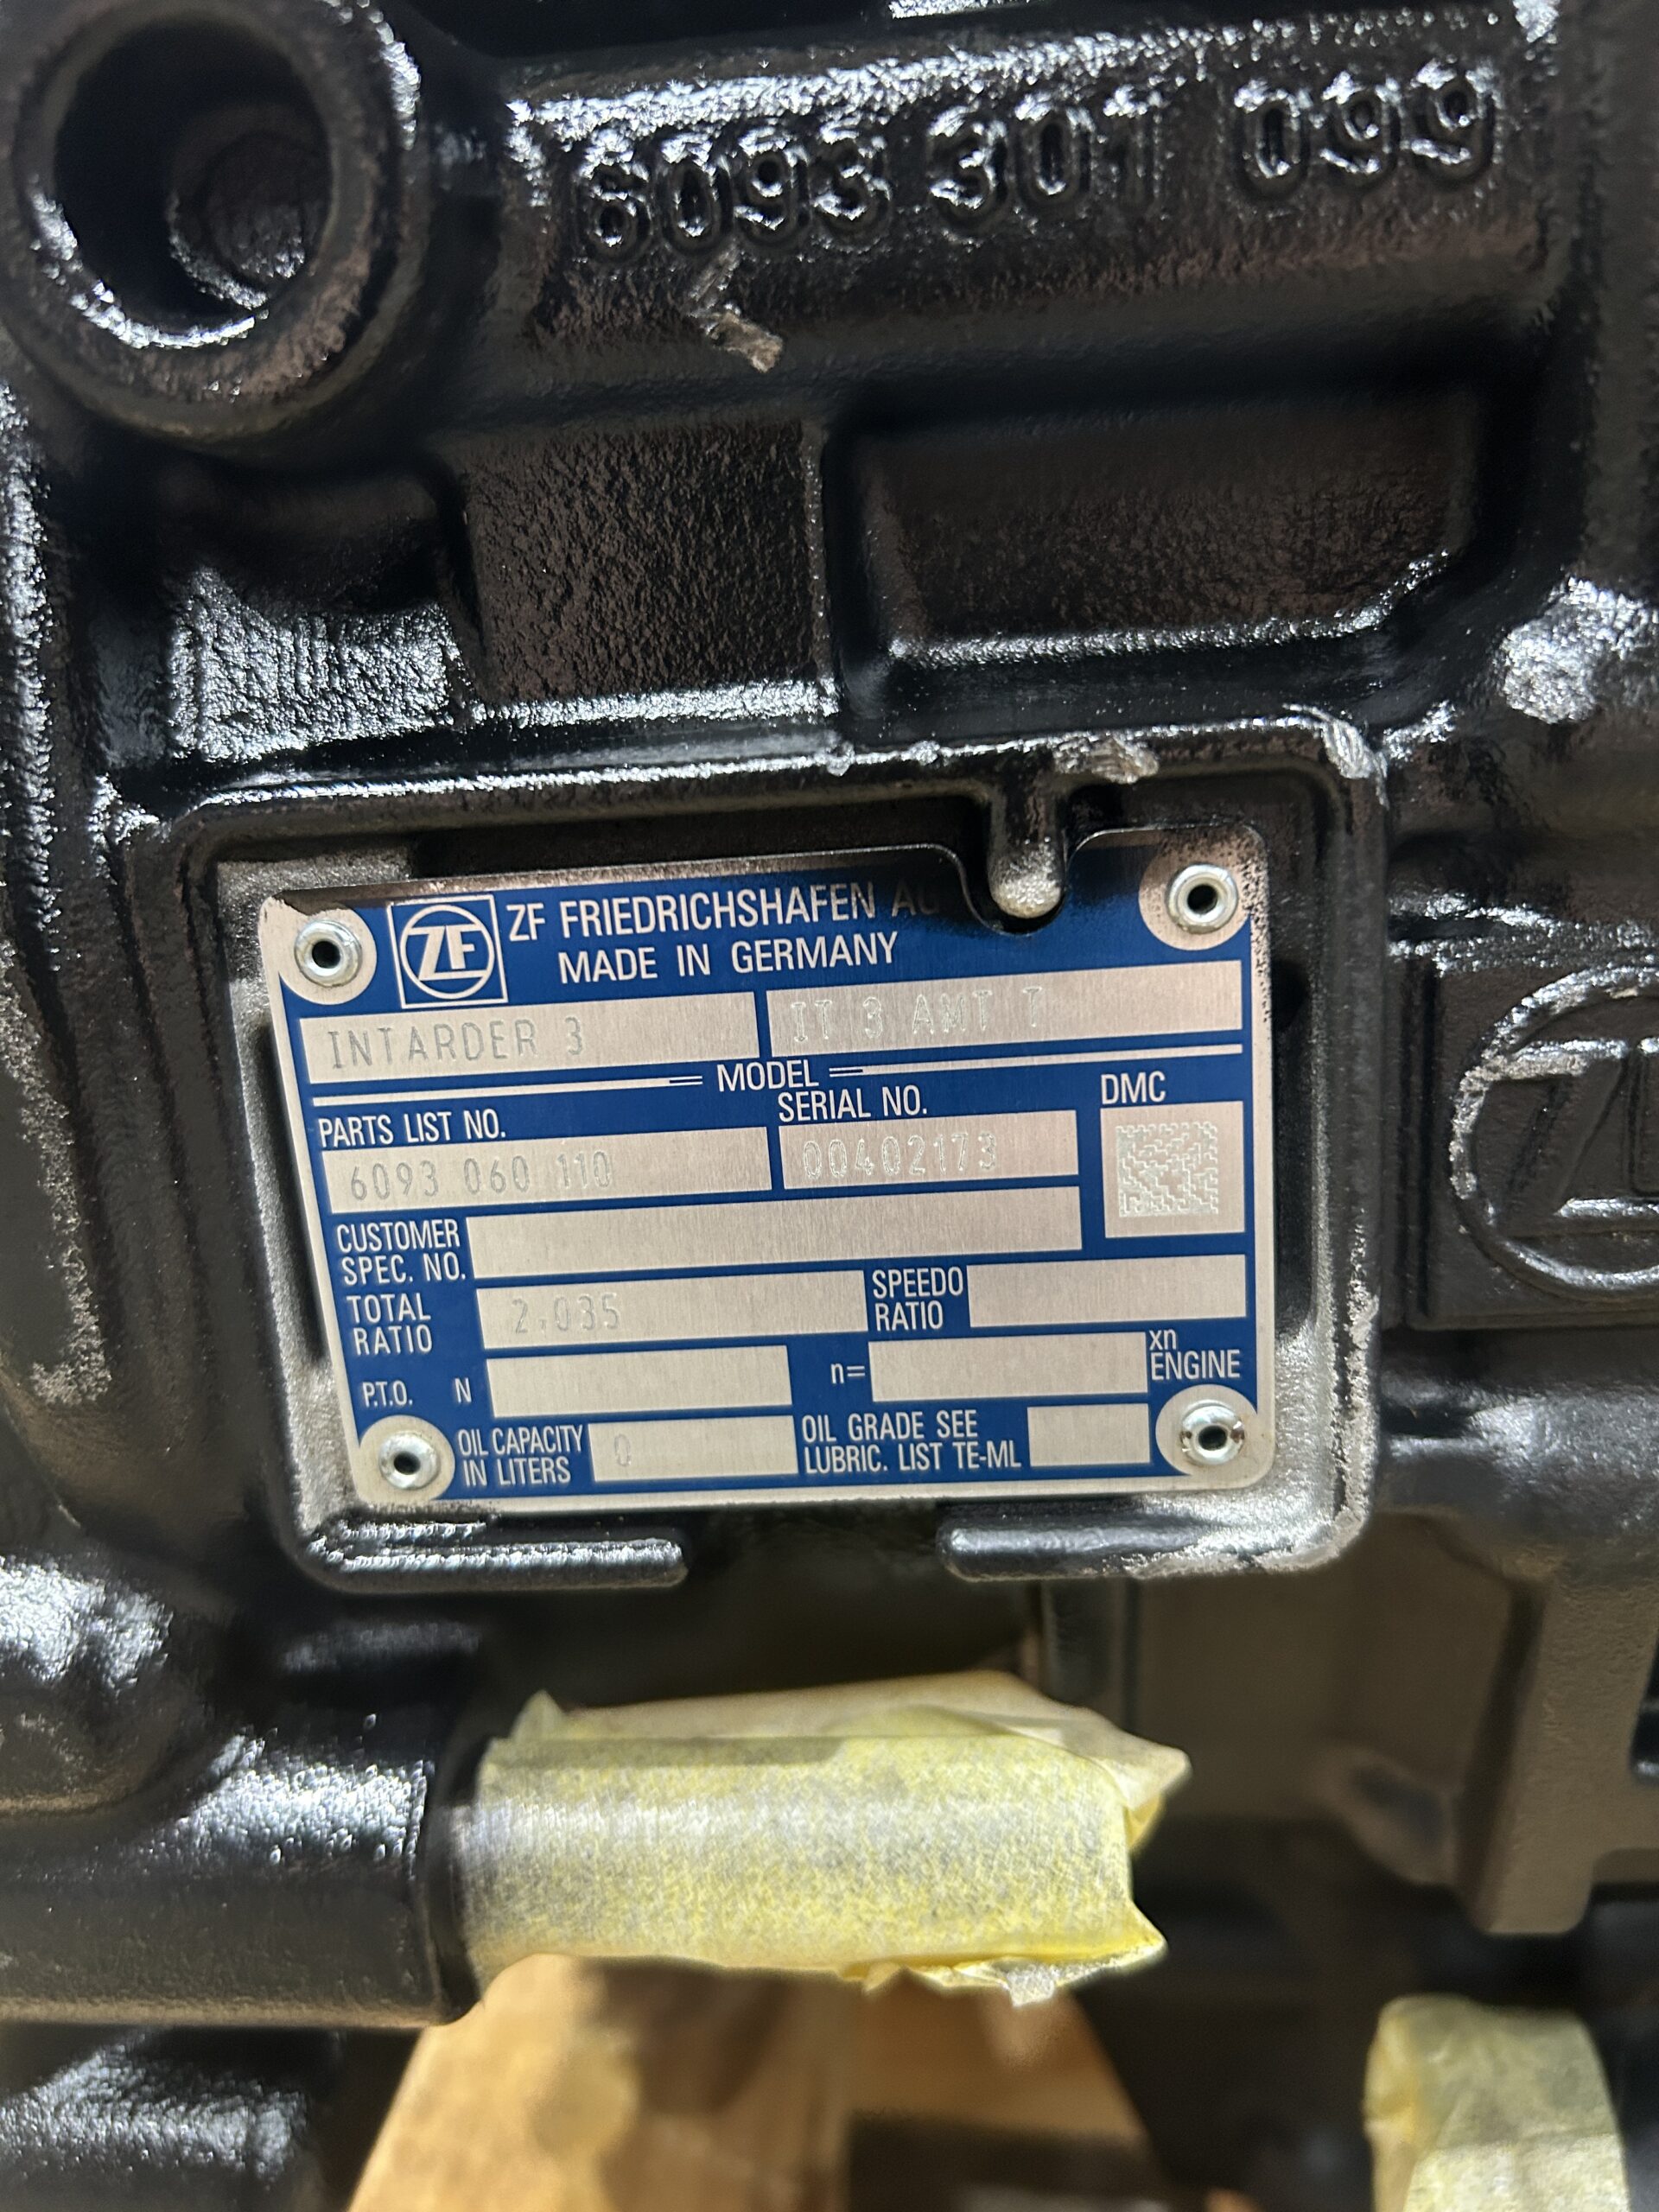 6093 301 099
ZF ZF FRIEDRICHSHAFEN AG
MADE IN GERMANY
INTARDER 3 IT 3 AMT T
MODEL
PARTS LIST NO. SERIAL NO. DMC
6093 060 110 00402173
CUSTOMER
SPEC. NO.
TOTAL
RATIO 2.035 SPEEDO
RATIO
P.T.O. N n= xn
ENGINE
OIL CAPACITY
IN LITERS 0 OIL GRADE SEE
LUBRIC. LIST TE-ML